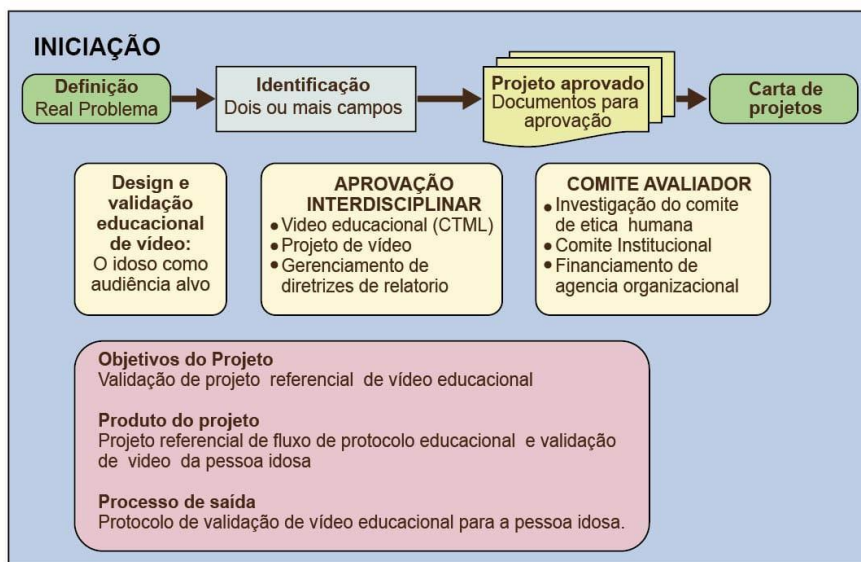 INICIAÇÃO
Definição
Real Problema
Identificação
Dois ou mais campos
Projeto aprovado
Documentos para
aprovação
Carta de
projetos
Design e
validação
educacional
de vídeo:
O idoso como
audiência alvo
APROVAÇÃO
INTERDISCIPLINAR
• Video educacional (CTML)
• Projeto de vídeo
• Gerenciamento de
diretrizes de relatorio
COMITE AVALIADOR
• Investigação do comite
de etica humana
• Comite Institucional
• Financiamento de
agencia organizacional
Objetivos do Projeto
Validação de projeto referencial de vídeo educacional
Produto do projeto
Projeto referencial de fluxo de protocolo educacional e validação
de video da pessoa idosa
Processo de saída
Protocolo de validação de vídeo educacional para a pessoa idosa.